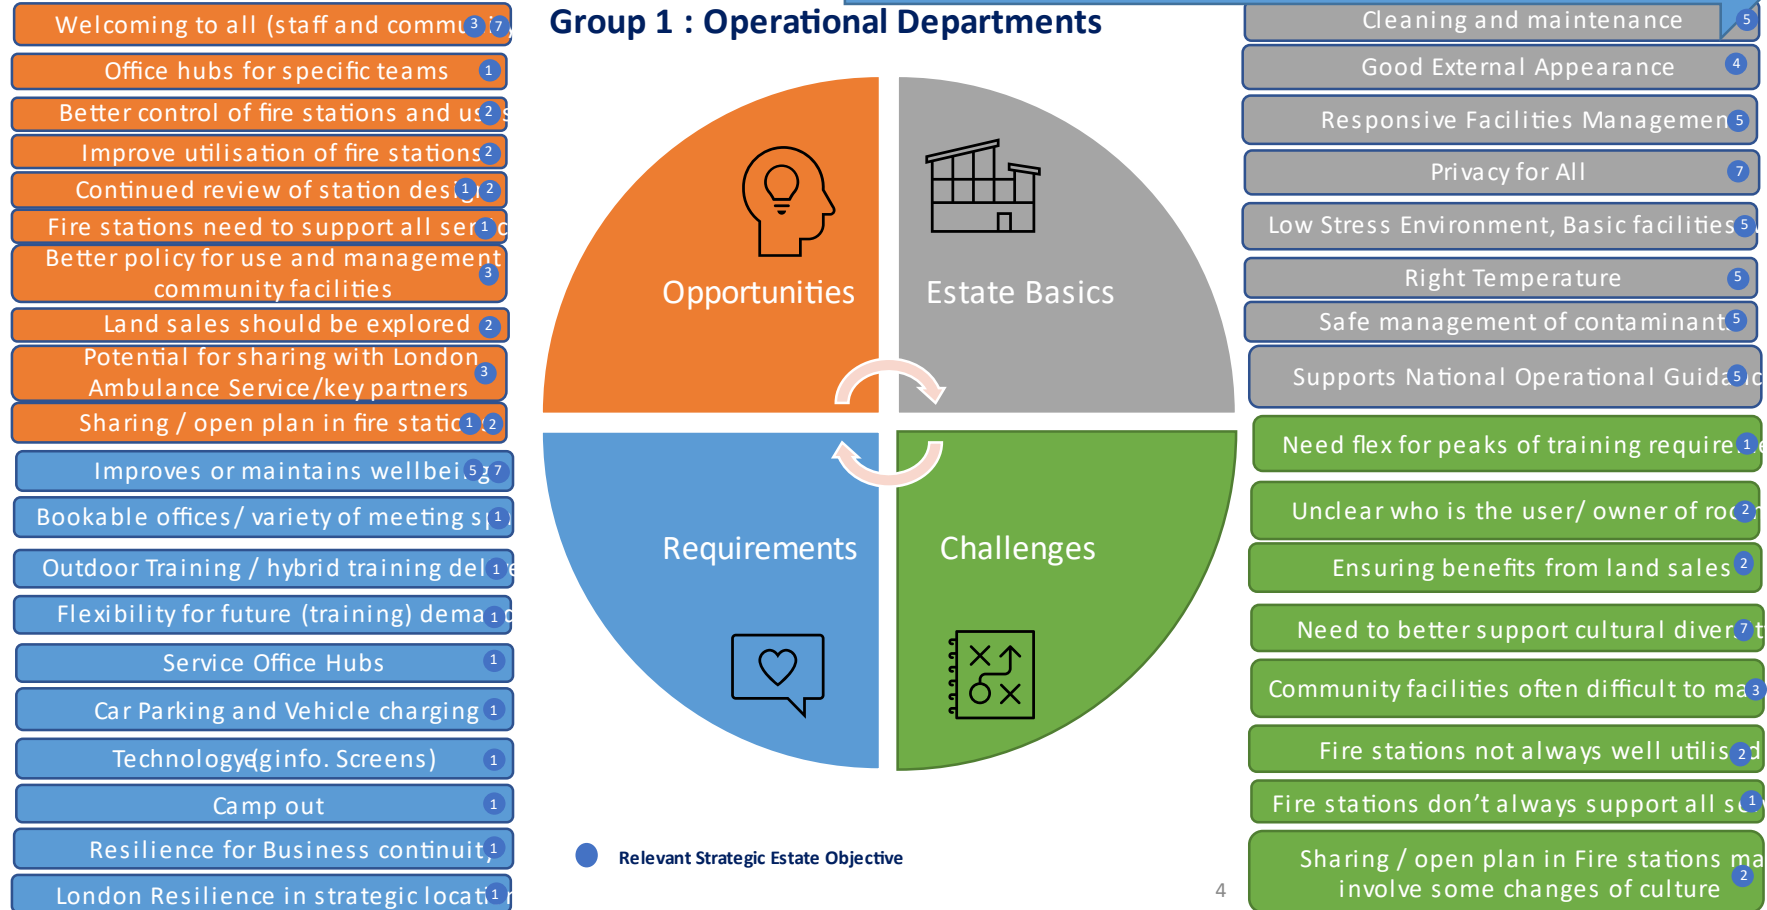 Group 1 : Operational Departments
Welcoming to all (staff and commu
3 7
Office hubs for specific teams
1
Better control of fire stations and us
2
Improve utilisation of fire stations
2
Continued review of station desi
1 2
Fire stations need to support all ser
1
Better policy for use and management
community facilities
3
Land sales should be explored
2
Potential for sharing with London
Ambulance Service/key partners
3
Sharing / open plan in fire static
1 2
Improves or maintains wellbei g
5 7
Bookable offices/ variety of meeting sp
1
Outdoor Training / hybrid training del
1
Flexibility for future (training) dema
1
Service Office Hubs
1
Car Parking and Vehicle charging
1
Technology(eginfo. Screens)
1
Camp out
1
Resilience for Business continuit
1
London Resilience in strategic locati
1
Opportunities
Estate Basics
Requirements
Challenges
Relevant Strategic Estate Objective
4
Cleaning and maintenance
5
Good External Appearance
4
Responsive Facilities Managemen
5
Privacy for All
7
Low Stress Environment, Basic facilities
5
Right Temperature
5
Safe management of contaminant
5
Supports National Operational Guida
5
Need flex for peaks of training require
1
Unclear who is the user/ owner of roo
2
Ensuring benefits from land sales
2
Need to better support cultural diver
7
Community facilities often difficult to ma
3
Fire stations not always well utilis d
2
Fire stations don't always support all s
1
Sharing / open plan in Fire stations ma
involve some changes of culture
2